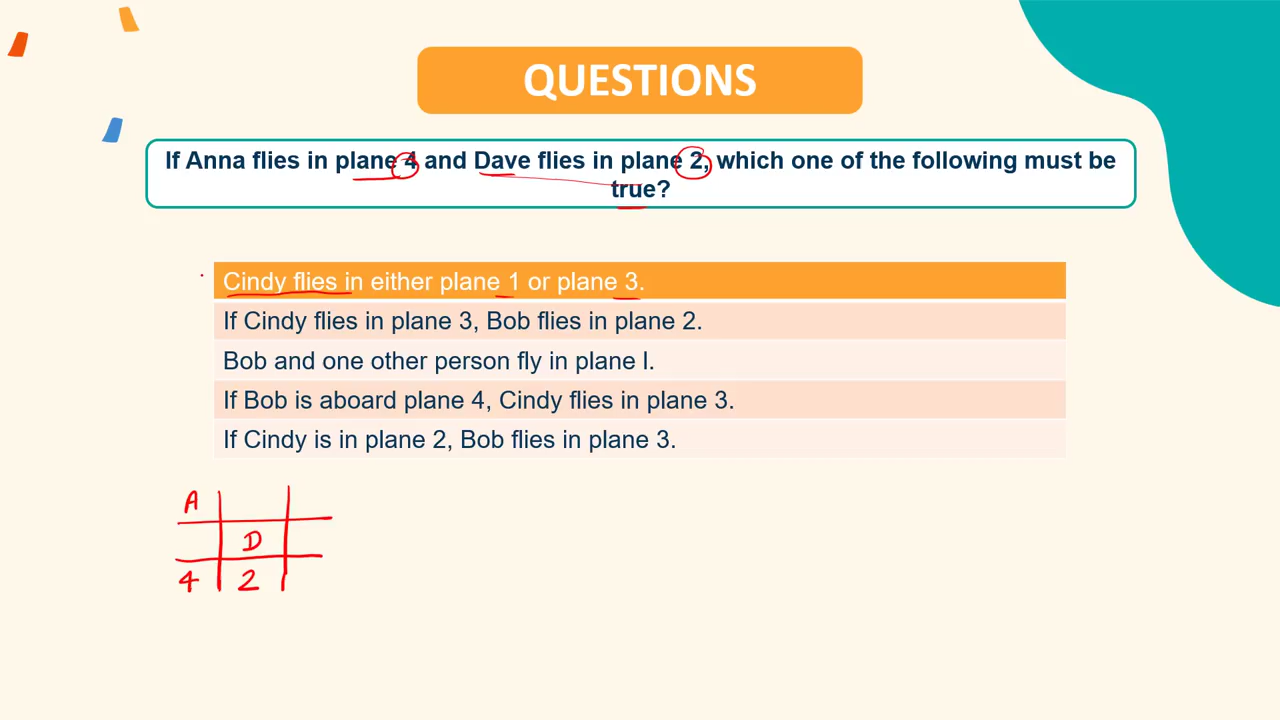 QUESTIONS
If Anna flies in plane 4 and Dave flies in plane 2, which one of the following must be
true?
Cindy flies in either plane 1 or plane 3.
If Cindy flies in plane 3, Bob flies in plane 2.
Bob and one other person fly in plane I.
If Bob is aboard plane 4, Cindy flies in plane 3.
If Cindy is in plane 2, Bob flies in plane 3.
A
D
4 2